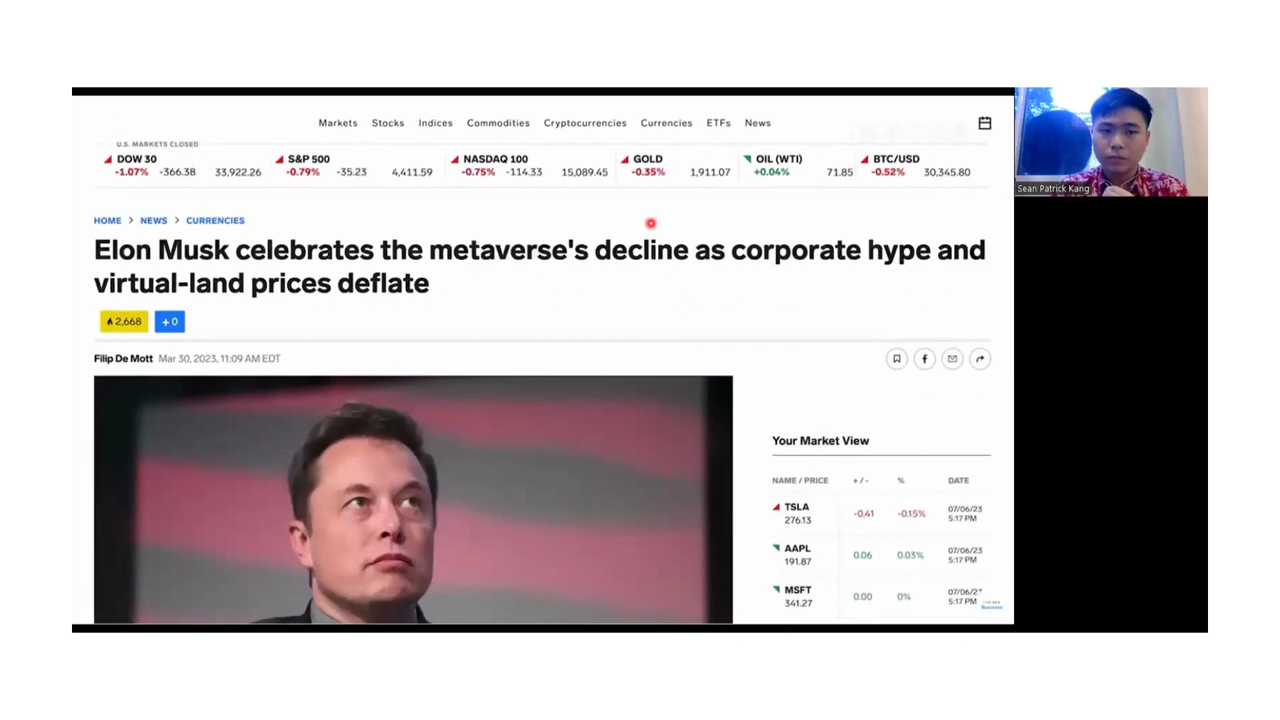 Markets Stocks Indices Commodities Cryptocurrencies Currencies ETFs News
U.S. MARKETS CLOSED
DOW 30
-1.07% -366.38 33,922.26
S&P 500
-0.79% -35.23 4,411.59
NASDAQ 100
-0.75% -114.33 15,089.45
GOLD
-0.35% 1,911.07
OIL (WTI)
+0.04% 71.85
BTC/USD
-0.52% 30,345.80
Sean Patrick Kang
HOME > NEWS > CURRENCIES
Elon Musk celebrates the metaverse's decline as corporate hype and
virtual-land prices deflate
2,668 +0
Filip De Mott Mar 30, 2023, 11:09 AM EDT
Your Market View
NAME / PRICE + / - % DATE
TSLA
276.13
-0.41 -0.15%
07/06/23
5:17 PM
AAPL
191.87
0.06 0.03%
07/06/23
5:17 PM
MSFT
341.27
0.00 0%
5:17 PM
Business